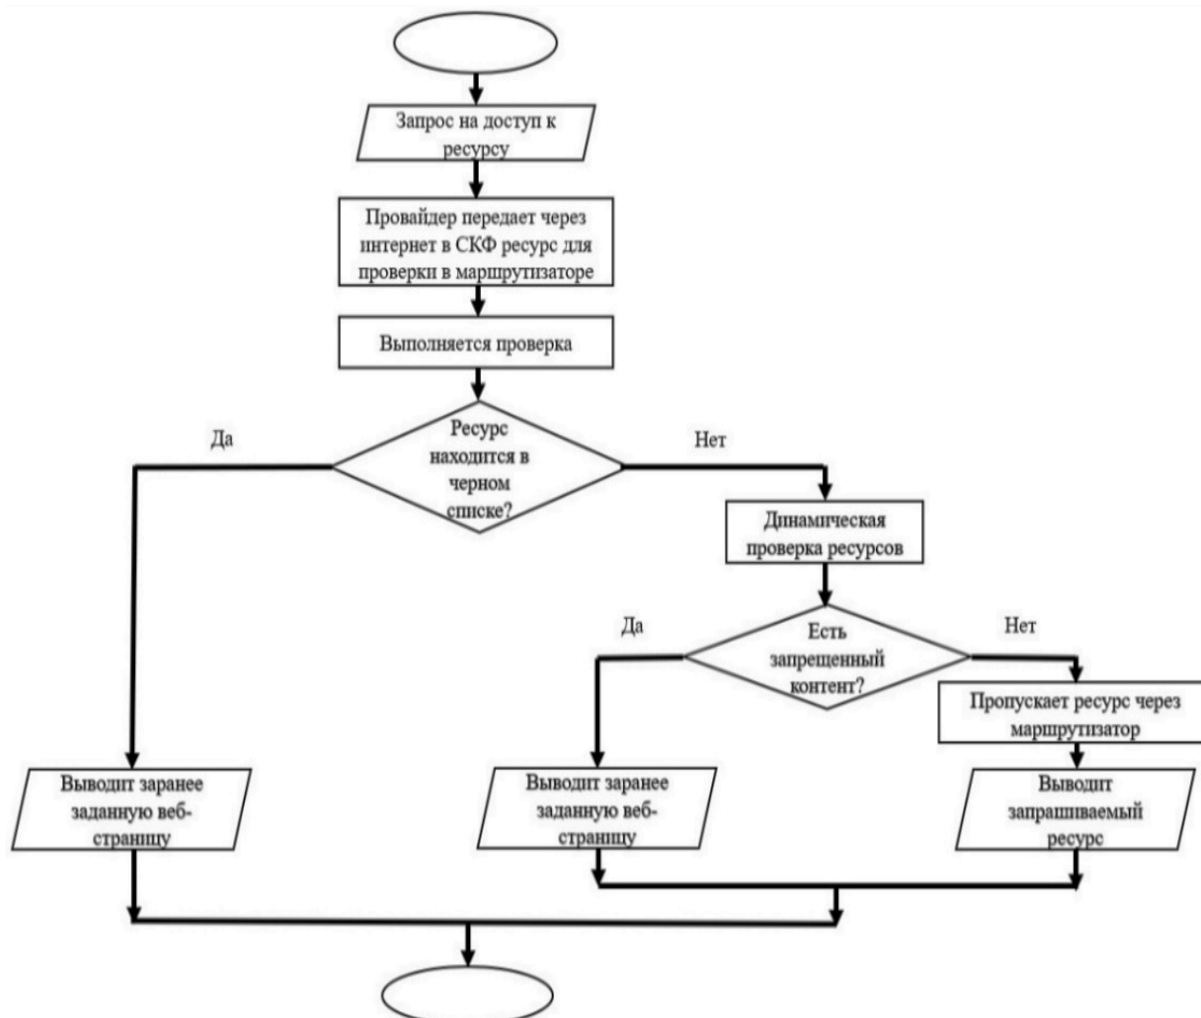 Запрос на доступ к
ресурсу
Провайдер передает через
интернет в СКФ ресурс для
проверки в маршрутизаторе
Выполняется проверка
Да
Ресурс
находится в
черном
списке?
Нет
Динамическая
проверка ресурсов
Да
Есть
запрещенный
контент?
Нет
Пропускает ресурс через
маршрутизатор
Выводит заранее
заданную веб-
страницу
Выводит заранее
заданную веб-
страницу
Выводит
запрашиваемый
ресурс